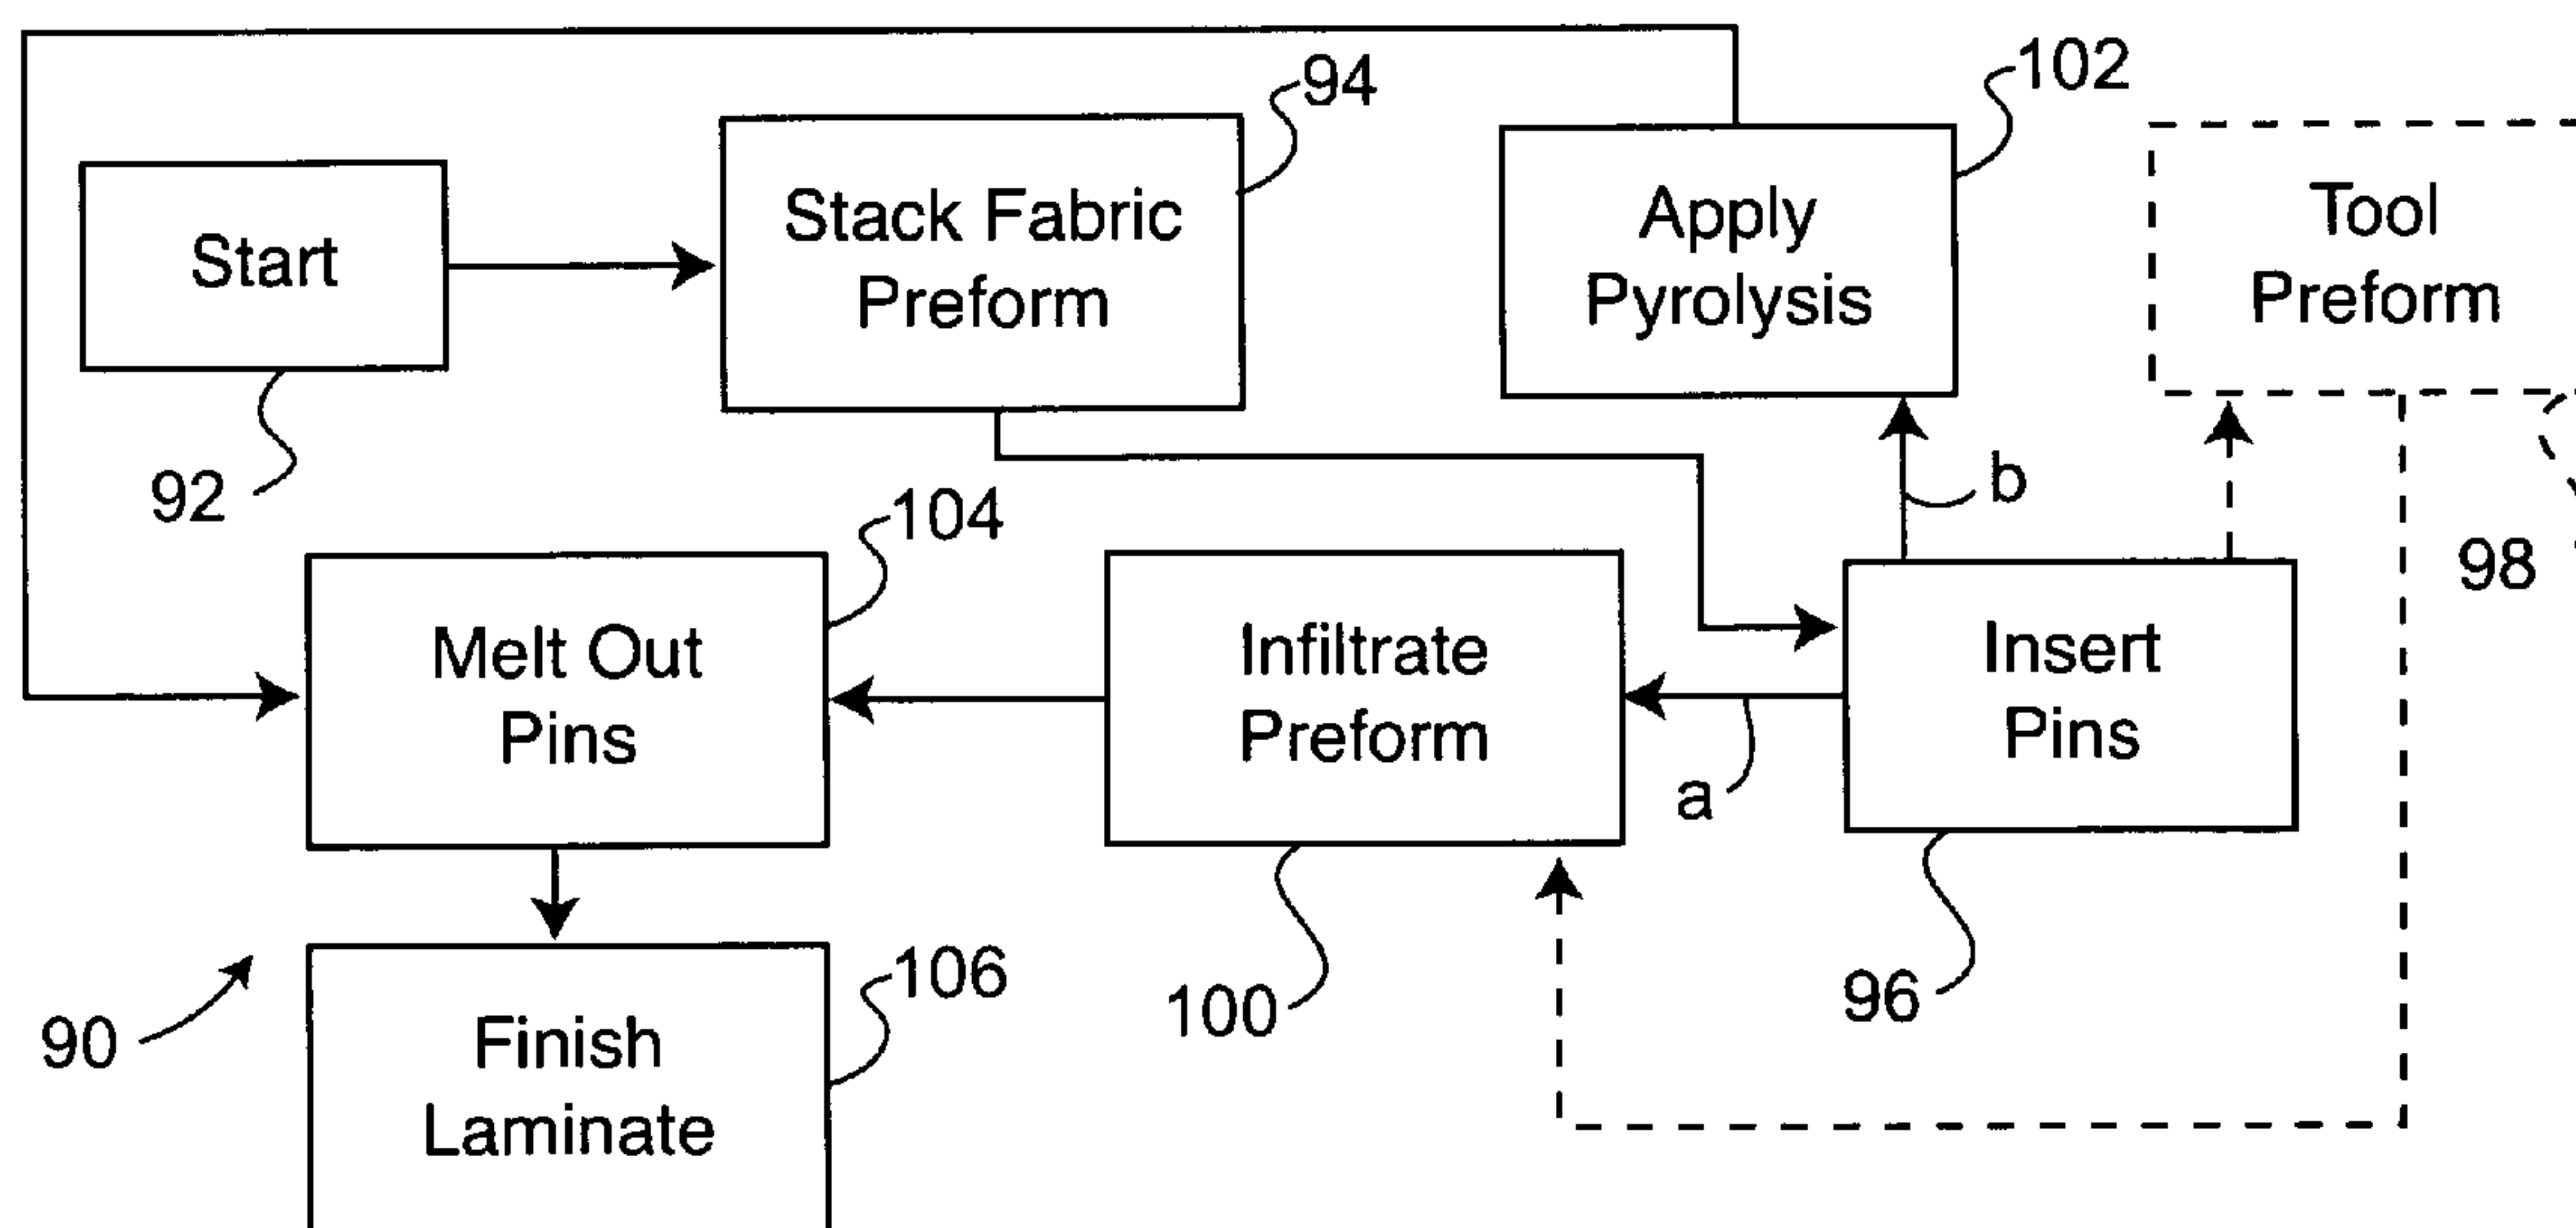 94
102
Start
Stack Fabric
Preform
Apply
Pyrolysis
Tool
Preform
92
104
b
98
Melt Out
Pins
Infiltrate
Preform
Insert
Pins
a
90
106
100
96
Finish
Laminate